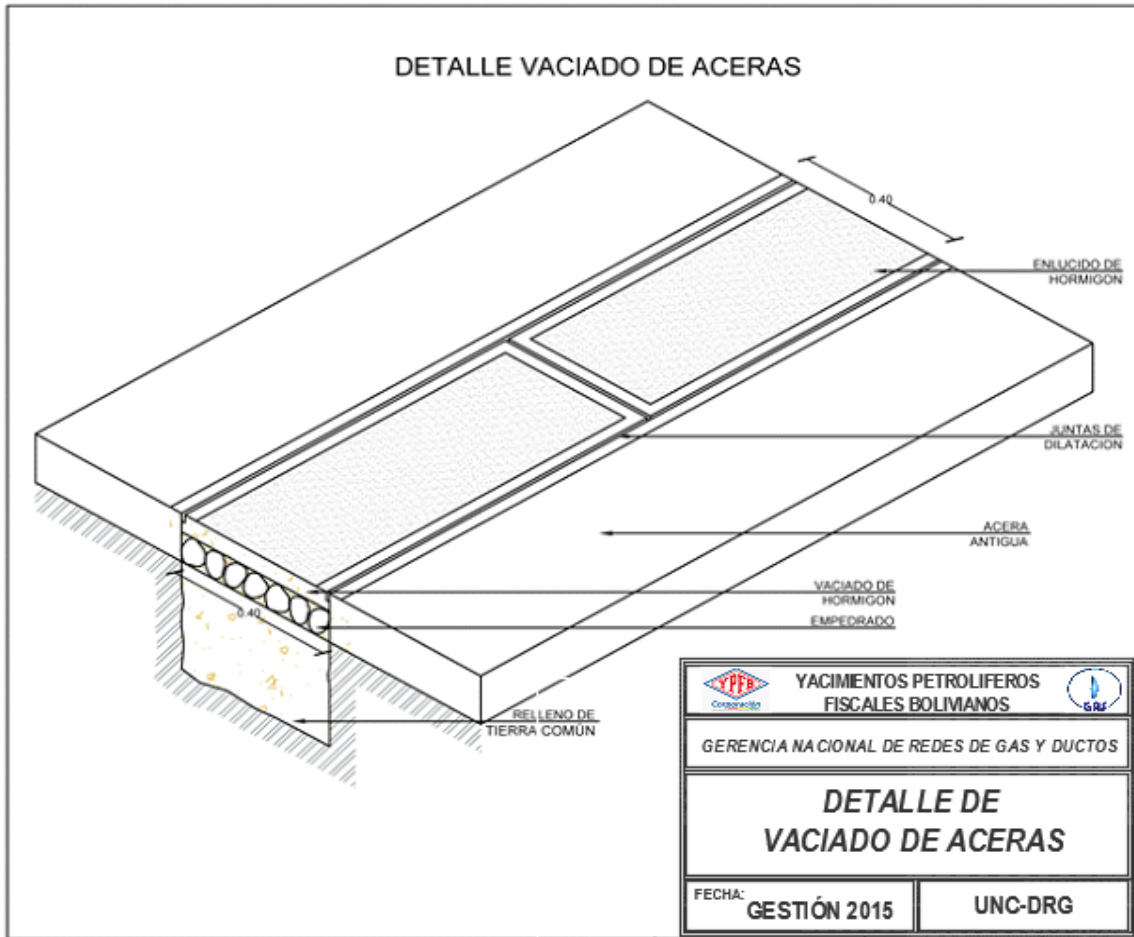 DETALLE VACIADO DE ACERAS
0.40
ENLUCIDO DE
HORMIGON
JUNTAS DE
DILATACION
ACERA
ANTIGUA
VACIADO DE
HORMIGON
0.40
EMPEDRADO
RELLENO DE
TIERRA COMÚN
YPFB
Corporación
YACIMIENTOS PETROLIFEROS
FISCALES BOLIVIANOS
GAS
GERENCIA NACIONAL DE REDES DE GAS Y DUCTOS
DETALLE DE
VACIADO DE ACERAS
FECHA:
GESTIÓN 2015
UNC-DRG